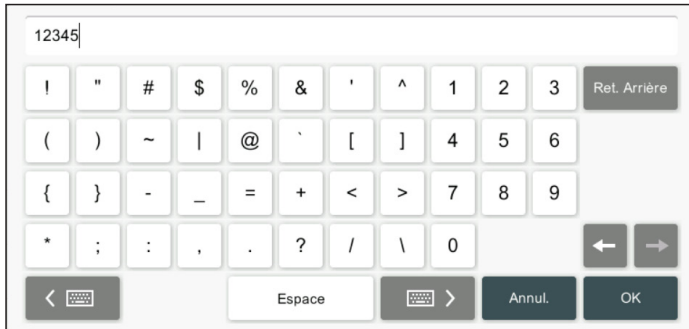 12345
! " # $ % & ' ^ 1 2 3 Ret. Arrière
( ) ~ | @ ` [ ] 4 5 6
{ } - _ = + < > 7 8 9
* ; : , . ? / \ 0
Espace Annul. OK